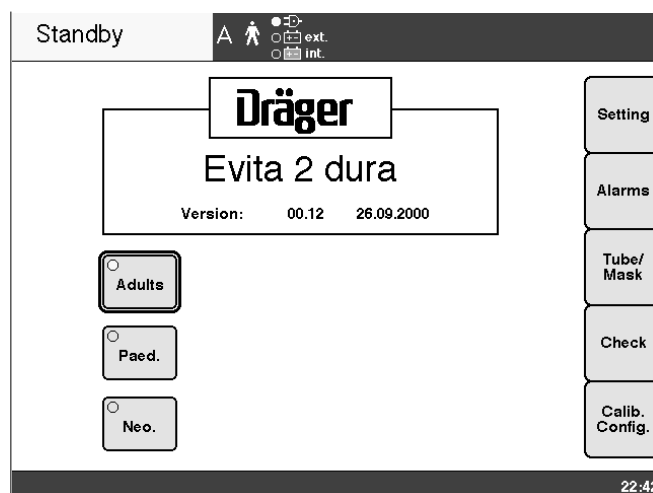 Standby
A
ext.
int.
Dräger
Evita 2 dura
Version: 00.12 26.09.2000
Adults
Paed.
Neo.
Setting
Alarms
Tube/
Mask
Check
Calib.
Config.
22:42